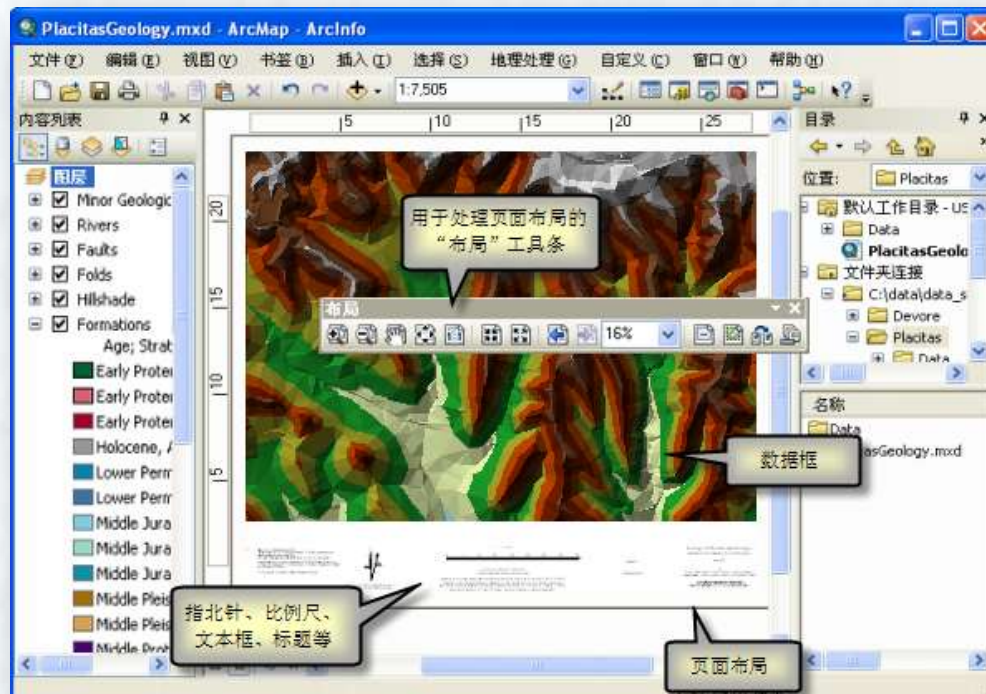 PlacitasGeology.mxd - ArcMap - ArcInfo
文件(F) 编辑(E) 视图(V) 书签(B) 插入(I) 选择(S) 地理处理(G) 自定义(C) 窗口(W) 帮助(H)
1:7,505
内容列表
图层
Minor Geologic
Rivers
Faults
Folds
Hillshade
Formations
Age; Strat
Early Proter
Early Proter
Early Proter
Holocene, A
Lower Perm
Lower Perm
Middle Jura
Middle Jura
Middle Jura
Middle Pleis
Middle Pleis
Middle Prot
5 10 15 20 25
20
15
10
5
用于处理页面布局的
“布局”工具条
布局
16%
数据框
指北针、比例尺、
文本框、标题等
页面布局
目录
位置: Placitas
默认工作目录 - US
Data
PlacitasGeolo
文件夹连接
C:\data\data_s
Devore
Placitas
Data
名称
Data
asGeology.mxd